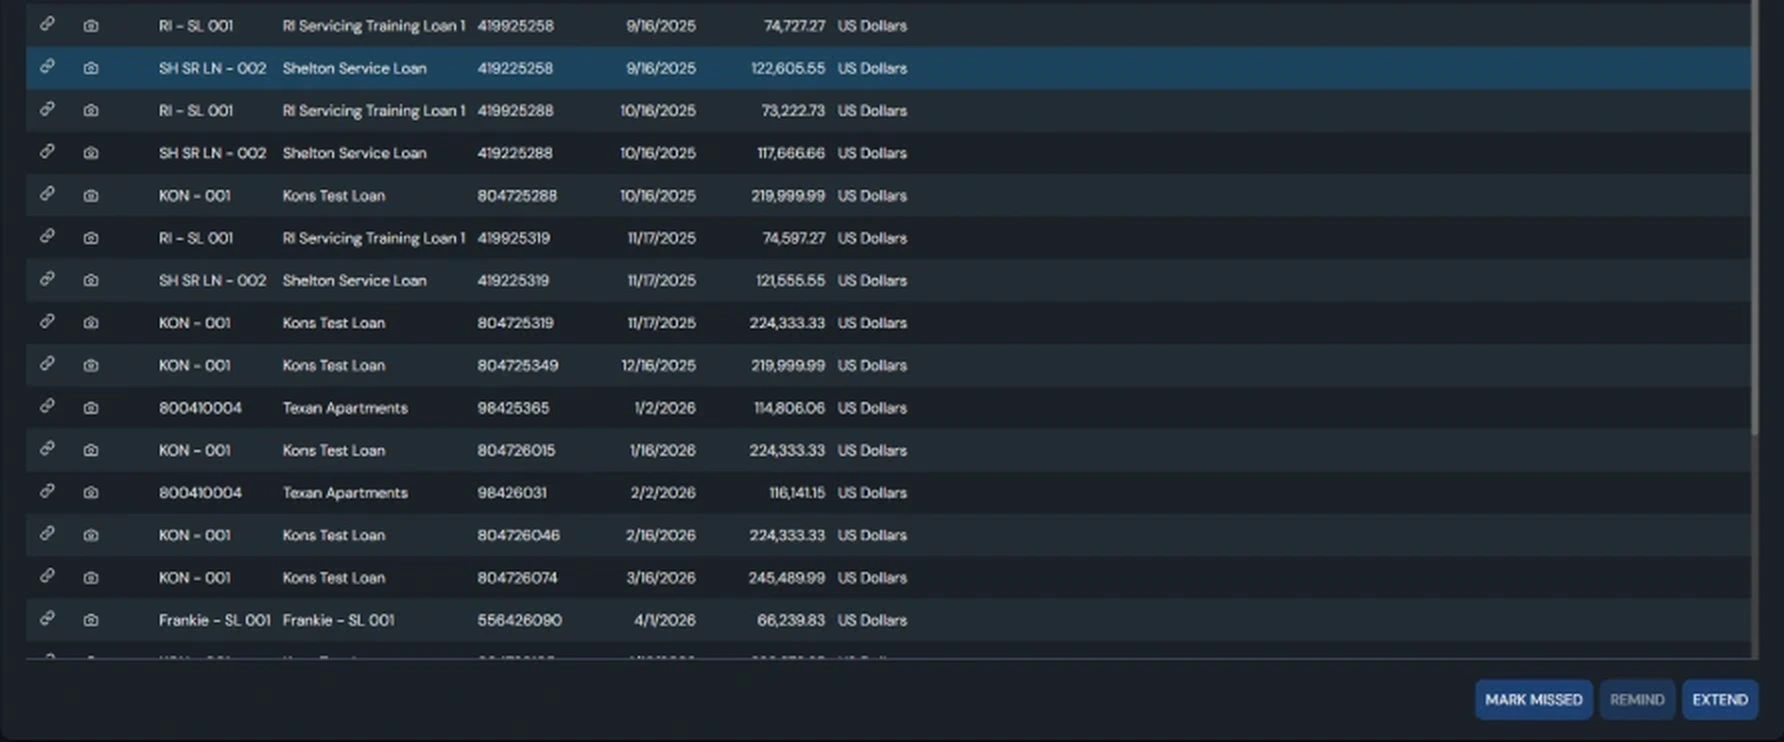 RI - SL 001 RI Servicing Training Loan 1 419925258 9/16/2025 74,727.27 US Dollars
SH SR LN - 002 Shelton Service Loan 419225258 9/16/2025 122,605.55 US Dollars
RI - SL 001 RI Servicing Training Loan 1 419925288 10/16/2025 73,222.73 US Dollars
SH SR LN - 002 Shelton Service Loan 419225288 10/16/2025 117,666.66 US Dollars
KON - 001 Kons Test Loan 804725288 10/16/2025 219,999.99 US Dollars
RI - SL 001 RI Servicing Training Loan 1 419925319 11/17/2025 74,597.27 US Dollars
SH SR LN - 002 Shelton Service Loan 419225319 11/17/2025 121,555.55 US Dollars
KON - 001 Kons Test Loan 804725319 11/17/2025 224,333.33 US Dollars
KON - 001 Kons Test Loan 804725349 12/16/2025 219,999.99 US Dollars
800410004 Texan Apartments 98425365 1/2/2026 114,806.06 US Dollars
KON - 001 Kons Test Loan 804726015 1/16/2026 224,333.33 US Dollars
800410004 Texan Apartments 98426031 2/2/2026 116,141.15 US Dollars
KON - 001 Kons Test Loan 804726046 2/16/2026 224,333.33 US Dollars
KON - 001 Kons Test Loan 804726074 3/16/2026 245,489.99 US Dollars
Frankie - SL 001 Frankie - SL 001 556426090 4/1/2026 66,239.83 US Dollars
MARK MISSED REMIND EXTEND